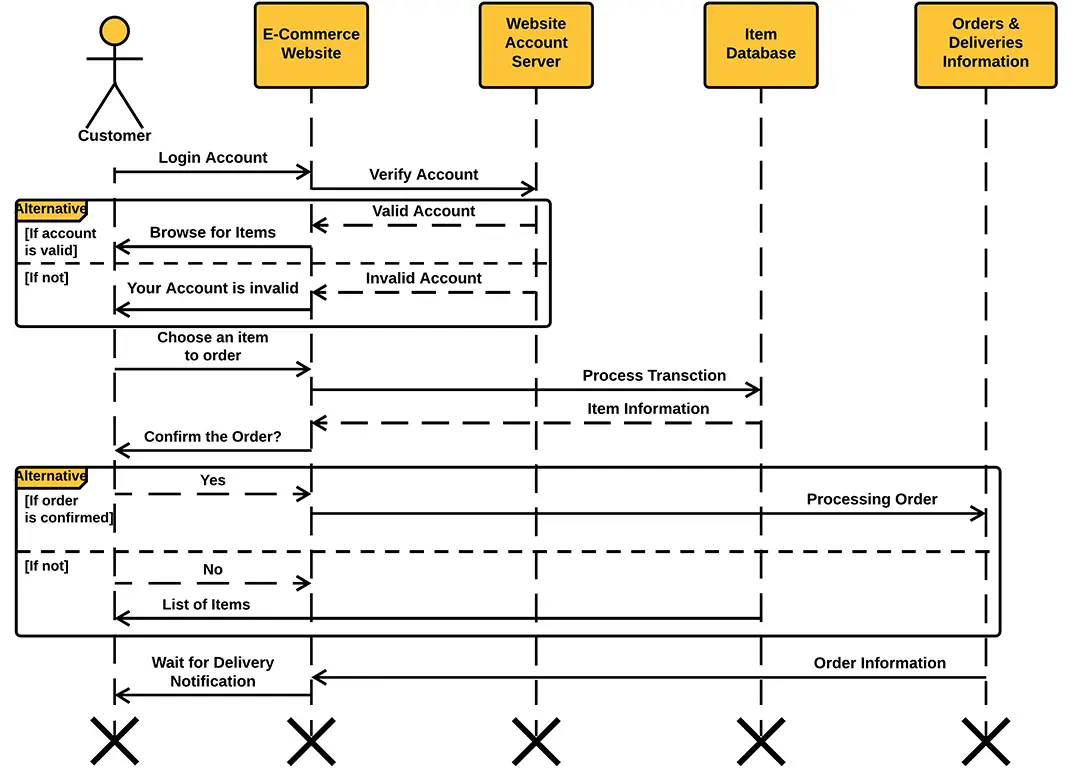 E-Commerce
Website
Website
Account
Server
Item
Database
Orders &
Deliveries
Information
Customer
Login Account
Verify Account
Alternative
Valid Account
[If account
is valid]
Browse for Items
[If not]
Invalid Account
Your Account is invalid
Choose an item
to order
Process Transction
Item Information
Confirm the Order?
Alternative
Yes
[If order
is confirmed]
Processing Order
[If not]
No
List of Items
Wait for Delivery
Notification
Order Information